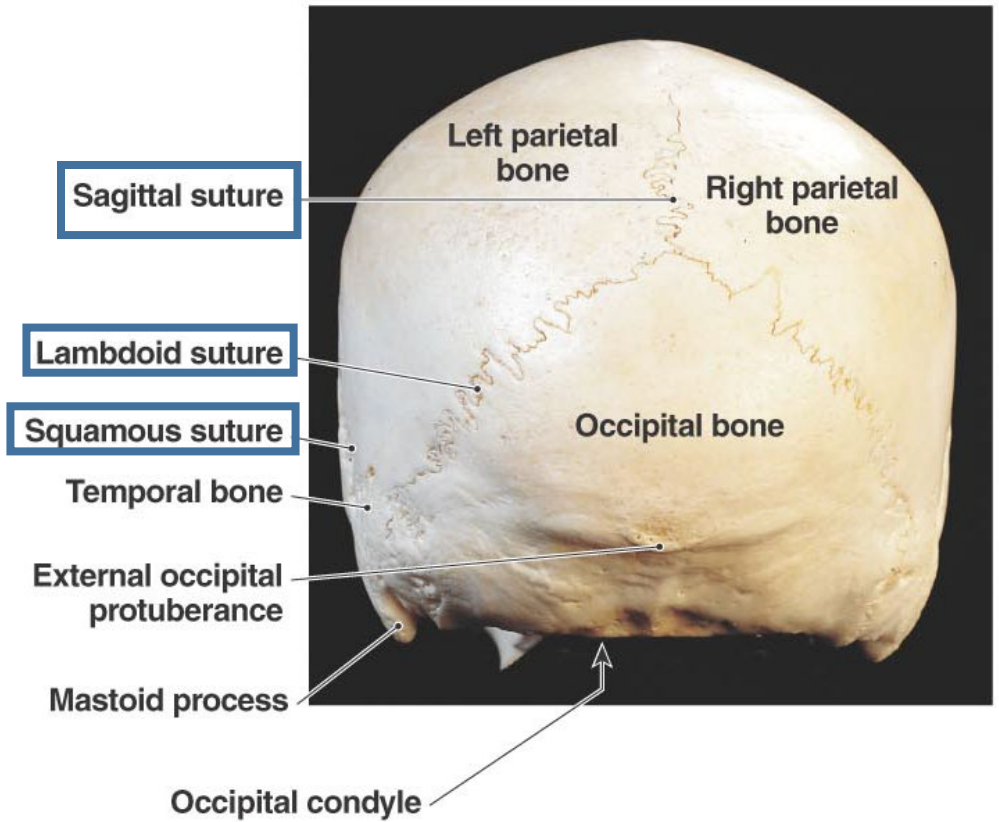 Left parietal
bone
Right parietal
bone
Sagittal suture
Lambdoid suture
Occipital bone
Squamous suture
Temporal bone
External occipital
protuberance
Mastoid process
Occipital condyle